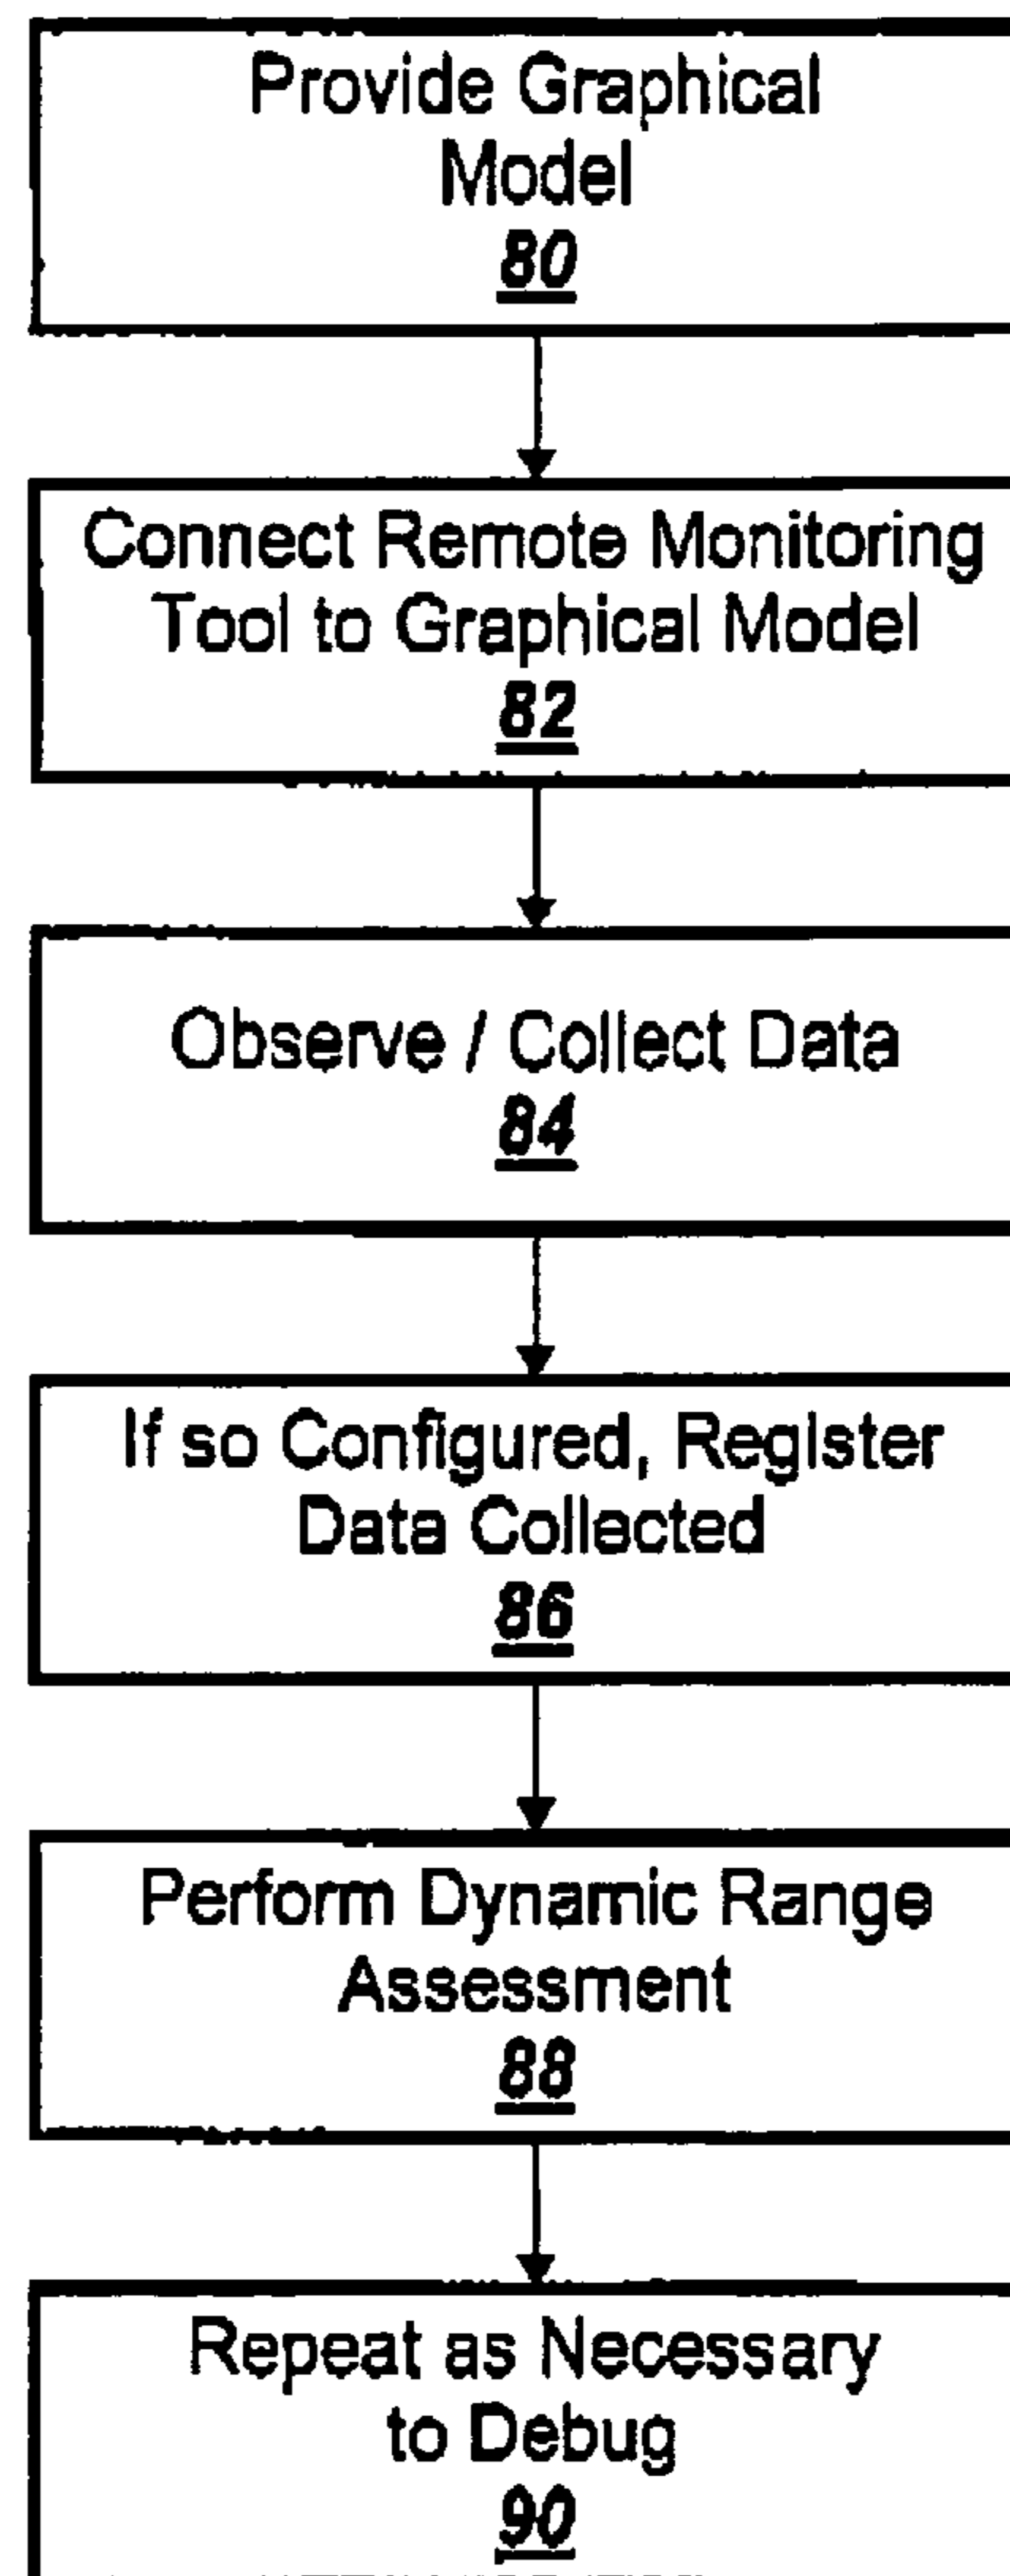 Provide Graphical
Model
80
Connect Remote Monitoring
Tool to Graphical Model
82
Observe / Collect Data
84
If so Configured, Register
Data Collected
86
Perform Dynamic Range
Assessment
88
Repeat as Necessary
to Debug
90